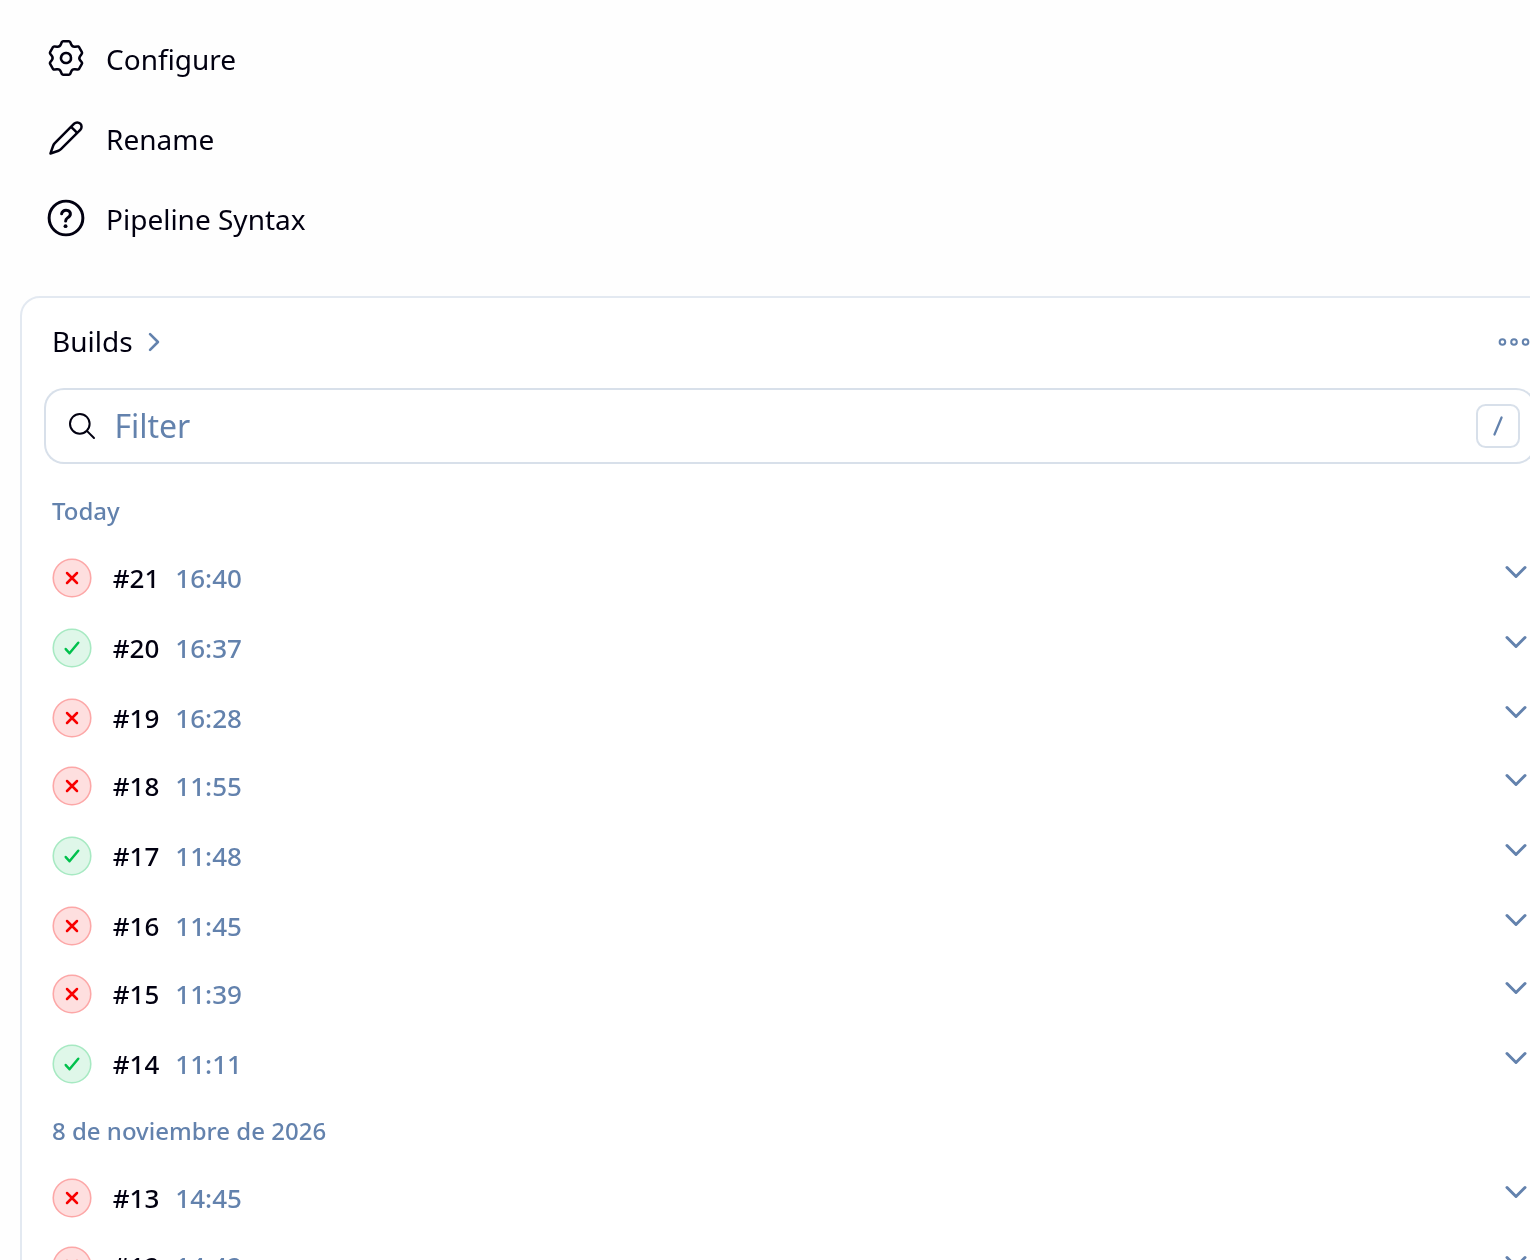 Configure
Rename
Pipeline Syntax
Builds
Filter /
Today
#21 16:40
#20 16:37
#19 16:28
#18 11:55
#17 11:48
#16 11:45
#15 11:39
#14 11:11
8 de noviembre de 2026
#13 14:45